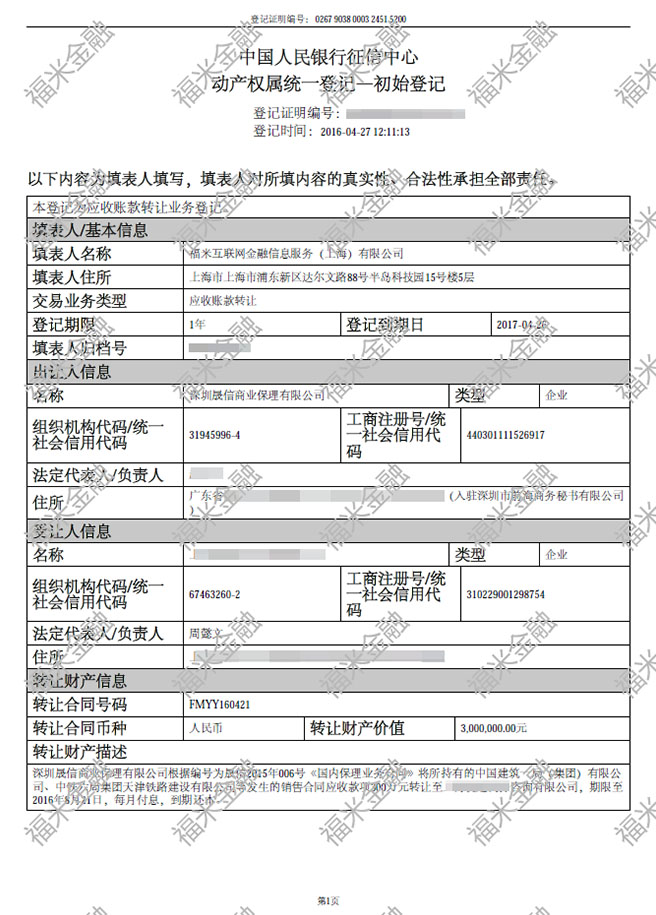 登记证明编号: 0267 9038 0003 2451 5200
中国人民银行征信中心
动产权属统一登记—初始登记
登记证明编号:
登记时间: 2016-04-27 12:11:13
以下内容为填表人填写，填表人对所填内容的真实性、合法性承担全部责任。
本登记为应收账款转让业务登记。
填表人/基本信息
填表人名称 福米互联网金融信息服务（上海）有限公司
填表人住所 上海市上海市浦东新区达尔文路88号半岛科技园15号楼5层
交易业务类型 应收账款转让
登记期限 1年 登记到期日 2017-04-26
填表人归档号
出让人信息
名称 深圳晟信商业保理有限公司 类型 企业
组织机构代码/统一社会信用代码 31945996-4 工商注册号/统一社会信用代码 440301111526917
法定代表人/负责人
住所 广东省 (入驻深圳市前海商务秘书有限公司)
受让人信息
名称 类型 企业
组织机构代码/统一社会信用代码 67463260-2 工商注册号/统一社会信用代码 310229001298754
法定代表人/负责人 周懿文
住所
转让财产信息
转让合同号码 FMYY160421
转让合同币种 人民币 转让财产价值 3,000,000.00元
转让财产描述
深圳晟信商业保理有限公司根据编号为晟信2015年006号《国内保理业务合同》将所持有的中国建筑一局（集团）有限公
司、中铁六局集团天津铁路建设有限公司等发生的销售合同应收款项300万元转让至 咨询有限公司，期限至
2016年8月21日，每月付息，到期还本。
第1页
福米金融